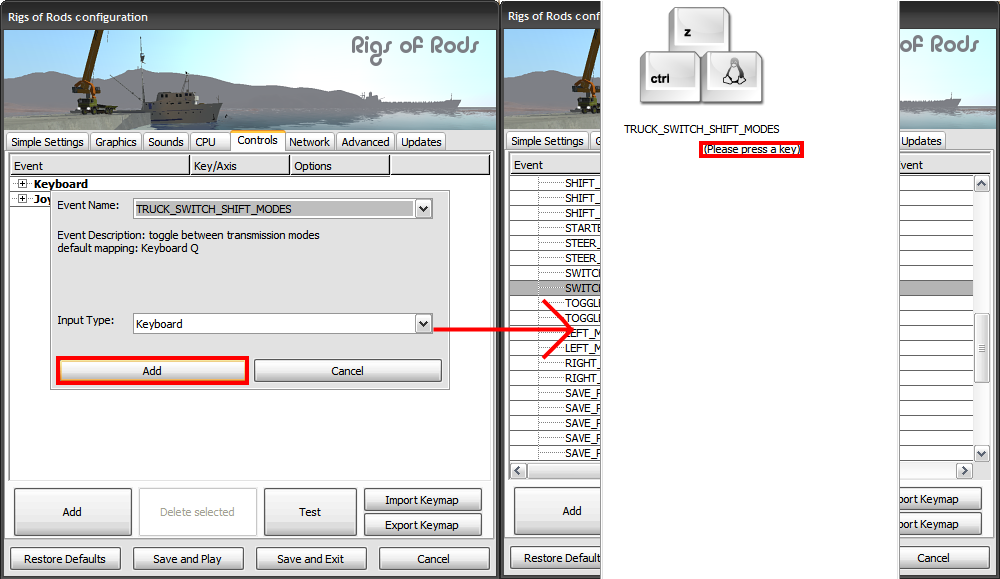 Rigs of Rods configuration
Rigs of Rods
Simple Settings Graphics Sounds CPU Controls Network Advanced Updates
Event Key/Axis Options
Keyboard
Joy
Event Name: TRUCK_SWITCH_SHIFT_MODES
Event Description: toggle between transmission modes
default mapping: Keyboard Q
Input Type: Keyboard
Add Cancel
Add Delete selected Test Import Keymap
Export Keymap
Restore Defaults Save and Play Save and Exit Cancel
Rigs of Rods conf
of Rods
Simple Settings G Updates
Event vent
SHIFT_
SHIFT_
SHIFT_
STARTE
STEER_
STEER_
SWITCH
SWITCH
TOGGLE
TOGGLE
LEFT_M
LEFT_M
RIGHT_
RIGHT_
SAVE_F
SAVE_F
SAVE_F
SAVE_F
Add port Keymap
port Keymap
Restore Default Cancel
z
ctrl
TRUCK_SWITCH_SHIFT_MODES
(Please press a key)